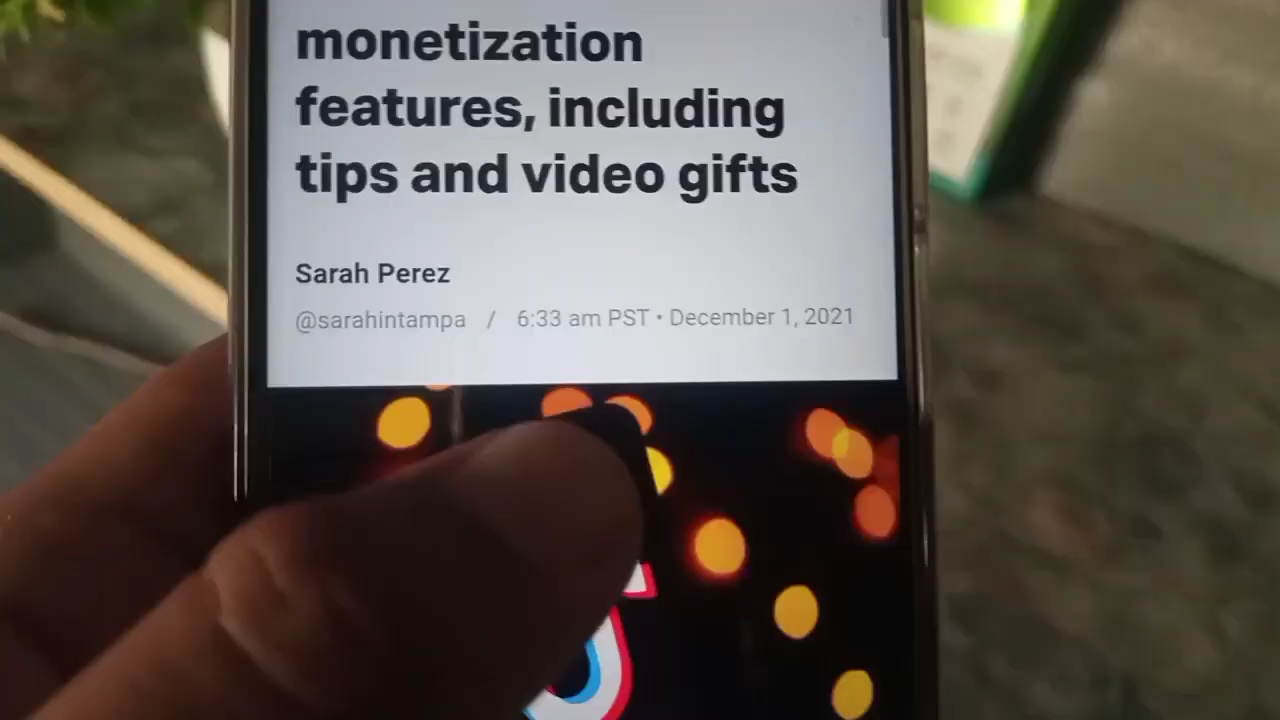 monetization
features, including
tips and video gifts
Sarah Perez
@sarahintampa / 6:33 am PST • December 1, 2021